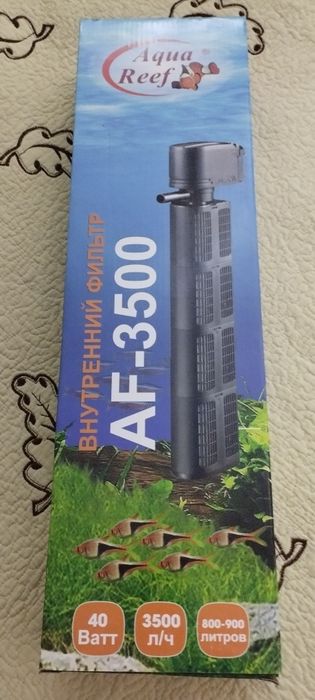 Aqua
Reef
ВНУТРЕННИЙ ФИЛЬТР
AF-3500
40
Ватт
3500
л/ч
800-900
литров